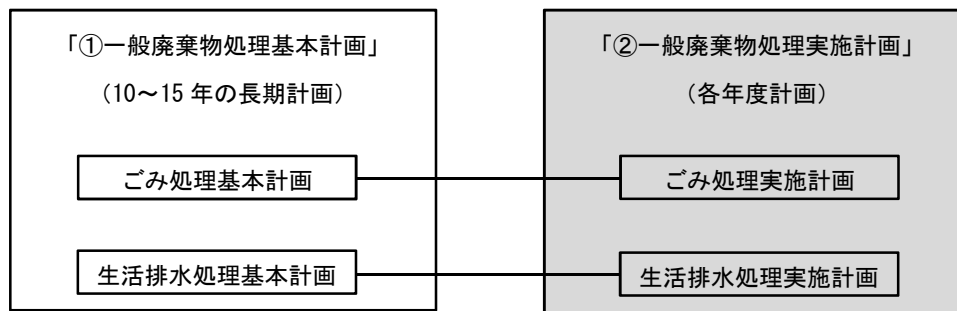 「①一般廃棄物処理基本計画」
（10～15 年の長期計画）
ごみ処理基本計画
生活排水処理基本計画
「②一般廃棄物処理実施計画」
（各年度計画）
ごみ処理実施計画
生活排水処理実施計画